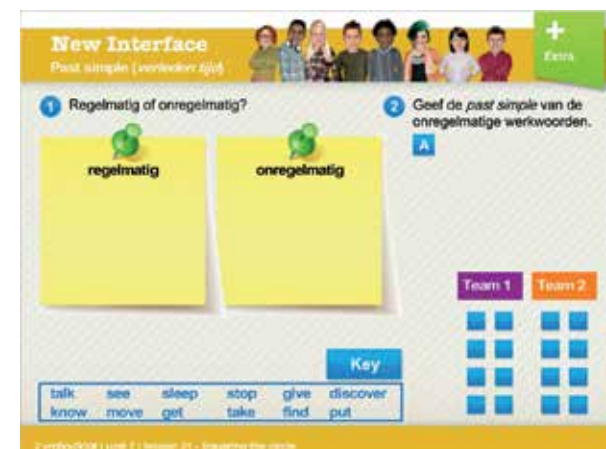 New Interface
Past simple (verleden tijd)
+
Extra
1 Regelmatig of onregelmatig?
regelmatig
onregelmatig
2 Geef de past simple van de
onregelmatige werkwoorden.
A
Team 1 Team 2
Key
talk see sleep stop give discover
know move get take find put